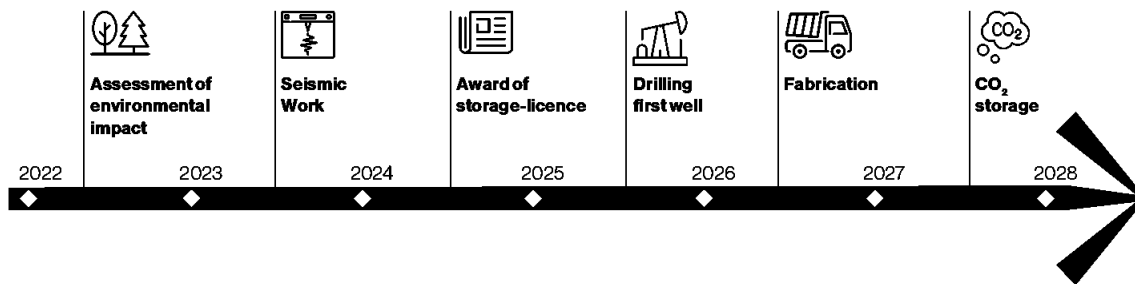 CO2
Assessment of
environmental
impact
Seismic
Work
Award of
storage-licence
Drilling
first well
Fabrication
CO₂
storage
2022
2023
2024
2025
2026
2027
2028